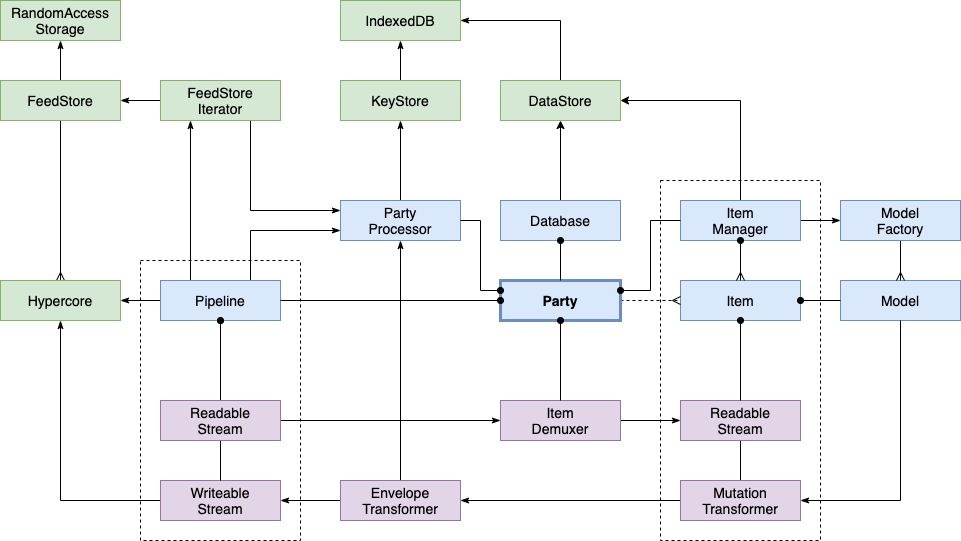 RandomAccess
Storage
IndexedDB
FeedStore
FeedStore
Iterator
KeyStore
DataStore
Party
Processor
Database
Item
Manager
Model
Factory
Hypercore
Pipeline
Party
Item
Model
Readable
Stream
Item
Demuxer
Readable
Stream
Writeable
Stream
Envelope
Transformer
Mutation
Transformer